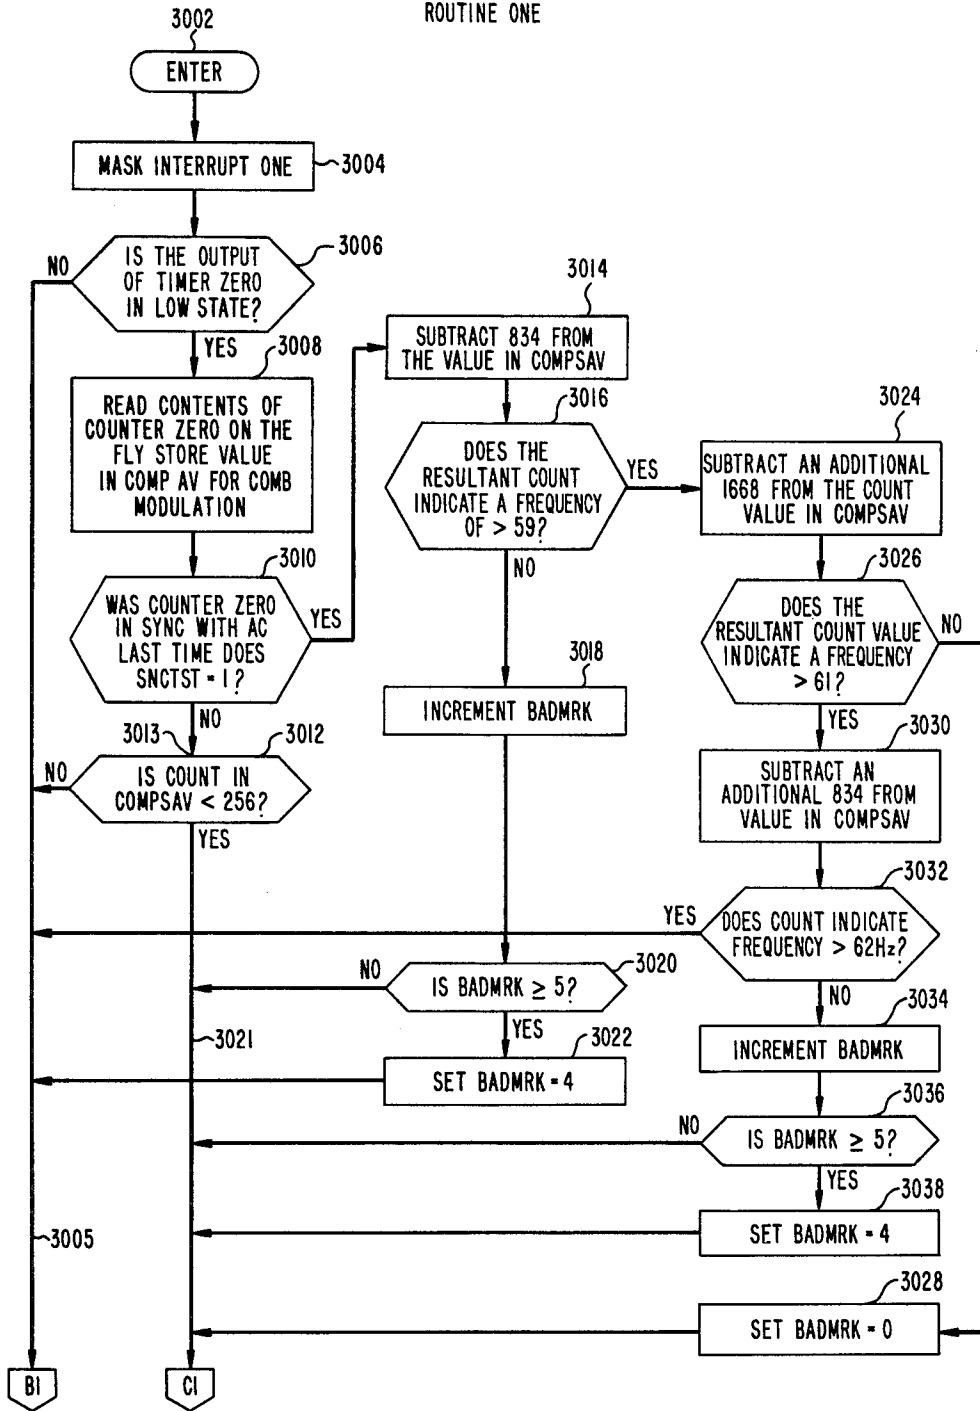 ROUTINE ONE
3002
ENTER
MASK INTERRUPT ONE
3004
IS THE OUTPUT
OF TIMER ZERO
IN LOW STATE?
3006
NO
YES
3008
READ CONTENTS OF
COUNTER ZERO ON THE
FLY STORE VALUE
IN COMP AV FOR COMB
MODULATION
3010
WAS COUNTER ZERO
IN SYNC WITH AC
LAST TIME DOES
SNCTST = 1?
YES
NO
3013
3012
IS COUNT IN
COMPSAV < 256?
NO
YES
3014
SUBTRACT 834 FROM
THE VALUE IN COMPSAV
3016
DOES THE
RESULTANT COUNT
INDICATE A FREQUENCY
OF > 59?
YES
NO
3018
INCREMENT BADMRK
3020
IS BADMRK ≥ 5?
NO
YES
3022
SET BADMRK = 4
3024
SUBTRACT AN ADDITIONAL
1668 FROM THE COUNT
VALUE IN COMPSAV
3026
DOES THE
RESULTANT COUNT VALUE
INDICATE A FREQUENCY
> 61?
NO
YES
3030
SUBTRACT AN
ADDITIONAL 834 FROM
VALUE IN COMPSAV
3032
DOES COUNT INDICATE
FREQUENCY > 62Hz?
YES
NO
3034
INCREMENT BADMRK
3036
IS BADMRK ≥ 5?
NO
YES
3038
SET BADMRK = 4
3028
SET BADMRK = 0
3021
3005
B1
C1